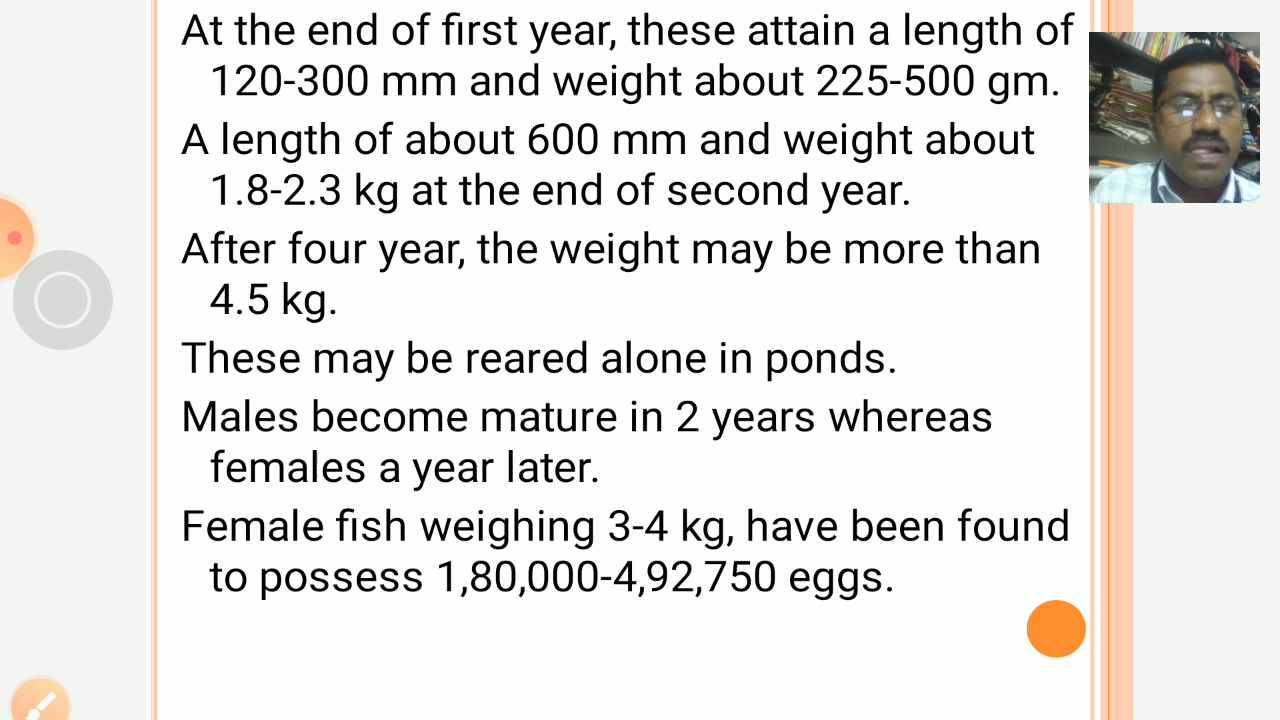 At the end of first year, these attain a length of
120-300 mm and weight about 225-500 gm.
A length of about 600 mm and weight about
1.8-2.3 kg at the end of second year.
After four year, the weight may be more than
4.5 kg.
These may be reared alone in ponds.
Males become mature in 2 years whereas
females a year later.
Female fish weighing 3-4 kg, have been found
to possess 1,80,000-4,92,750 eggs.